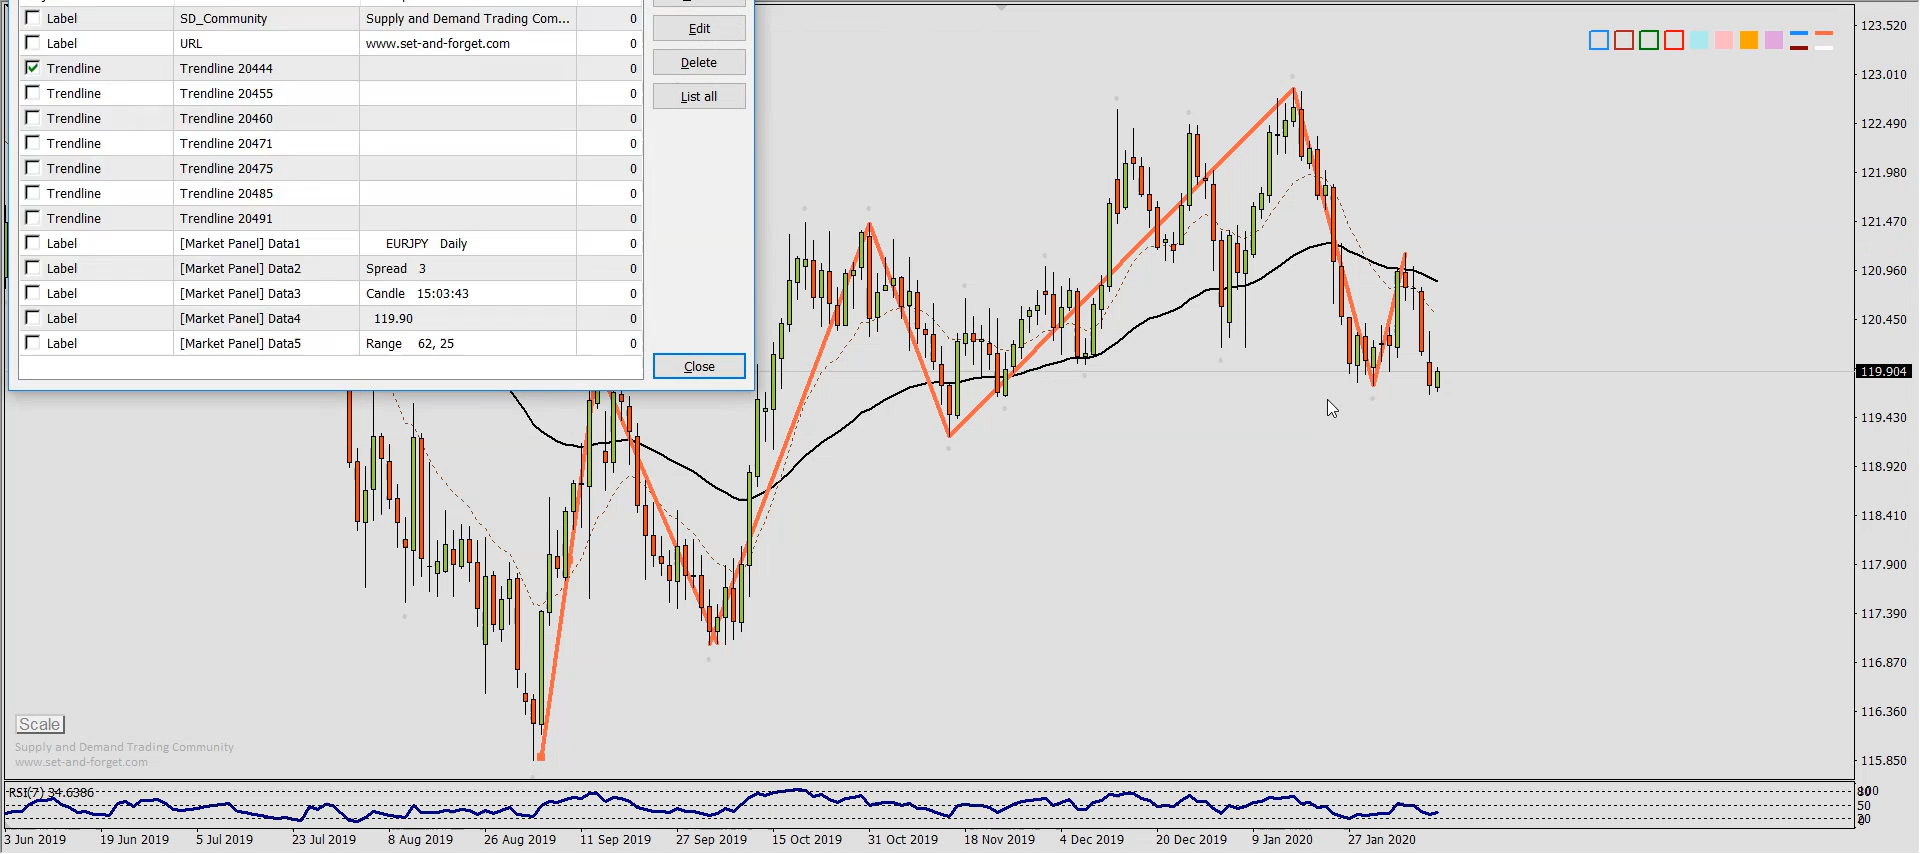 Label SD_Community Supply and Demand Trading Com... 0
Label URL www.set-and-forget.com 0
Trendline Trendline 20444 0
Trendline Trendline 20455 0
Trendline Trendline 20460 0
Trendline Trendline 20471 0
Trendline Trendline 20475 0
Trendline Trendline 20485 0
Trendline Trendline 20491 0
Label [Market Panel] Data1 EURJPY Daily 0
Label [Market Panel] Data2 Spread 3 0
Label [Market Panel] Data3 Candle 15:03:43 0
Label [Market Panel] Data4 119.90 0
Label [Market Panel] Data5 Range 62, 25 0
Edit
Delete
List all
Close
123.520
123.010
122.490
121.980
121.470
120.960
120.450
119.904
119.430
118.920
118.410
117.900
117.390
116.870
116.360
115.850
Scale
Supply and Demand Trading Community
www.set-and-forget.com
RSI(7) 34.6386
100
80
50
20
0
3 Jun 2019 19 Jun 2019 5 Jul 2019 23 Jul 2019 8 Aug 2019 26 Aug 2019 11 Sep 2019 27 Sep 2019 15 Oct 2019 31 Oct 2019 18 Nov 2019 4 Dec 2019 20 Dec 2019 9 Jan 2020 27 Jan 2020